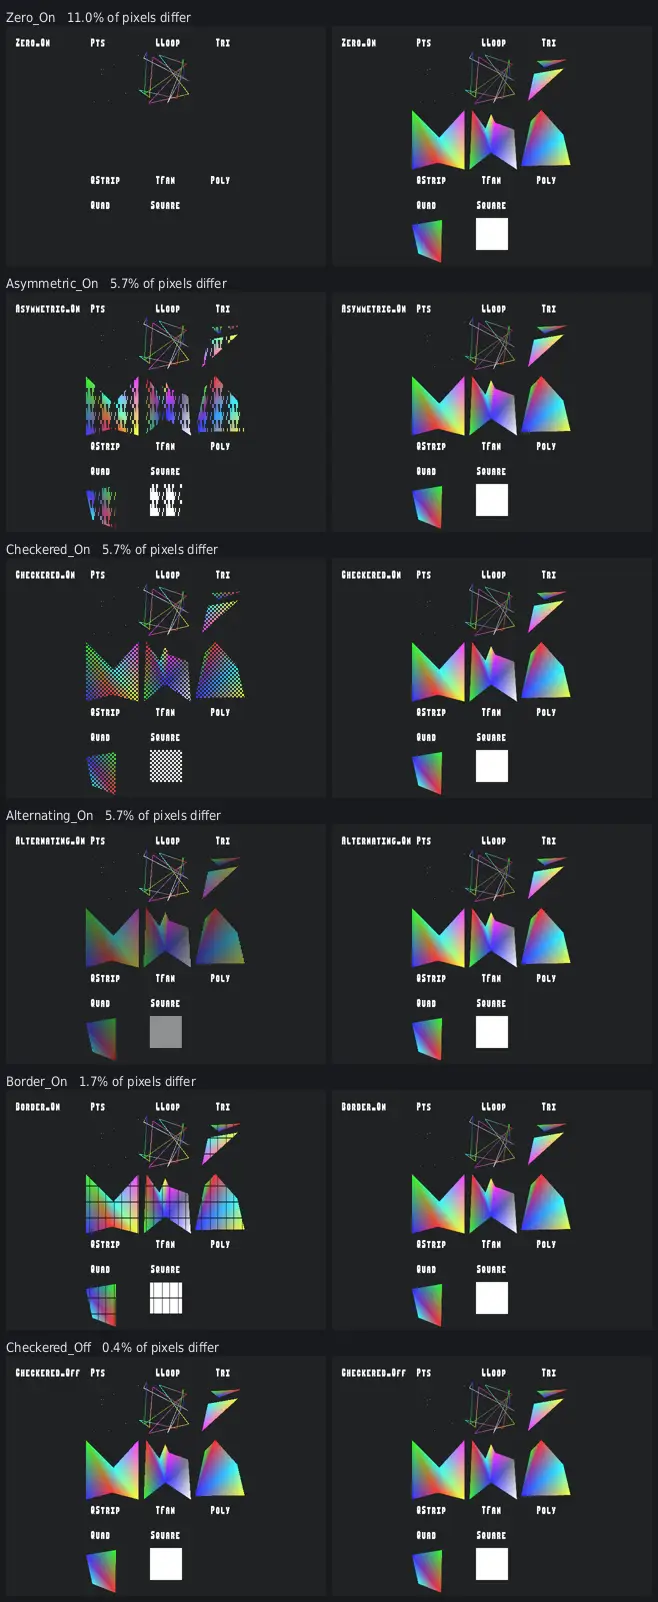 Zero_On 11.0% of pixels differ
Zero_On Pts LLoop Tri Zero_On Pts LLoop Tri
QStrip TFan Poly QStrip TFan Poly
Quad Square Quad Square
Asymmetric_On 5.7% of pixels differ
Asymmetric_On Pts LLoop Tri Asymmetric_On Pts LLoop Tri
QStrip TFan Poly QStrip TFan Poly
Quad Square Quad Square
Checkered_On 5.7% of pixels differ
Checkered_On Pts LLoop Tri Checkered_On Pts LLoop Tri
QStrip TFan Poly QStrip TFan Poly
Quad Square Quad Square
Alternating_On 5.7% of pixels differ
Alternating_On Pts LLoop Tri Alternating_On Pts LLoop Tri
QStrip TFan Poly QStrip TFan Poly
Quad Square Quad Square
Border_On 1.7% of pixels differ
Border_On Pts LLoop Tri Border_On Pts LLoop Tri
QStrip TFan Poly QStrip TFan Poly
Quad Square Quad Square
Checkered_Off 0.4% of pixels differ
Checkered_Off Pts LLoop Tri Checkered_Off Pts LLoop Tri
QStrip TFan Poly QStrip TFan Poly
Quad Square Quad Square